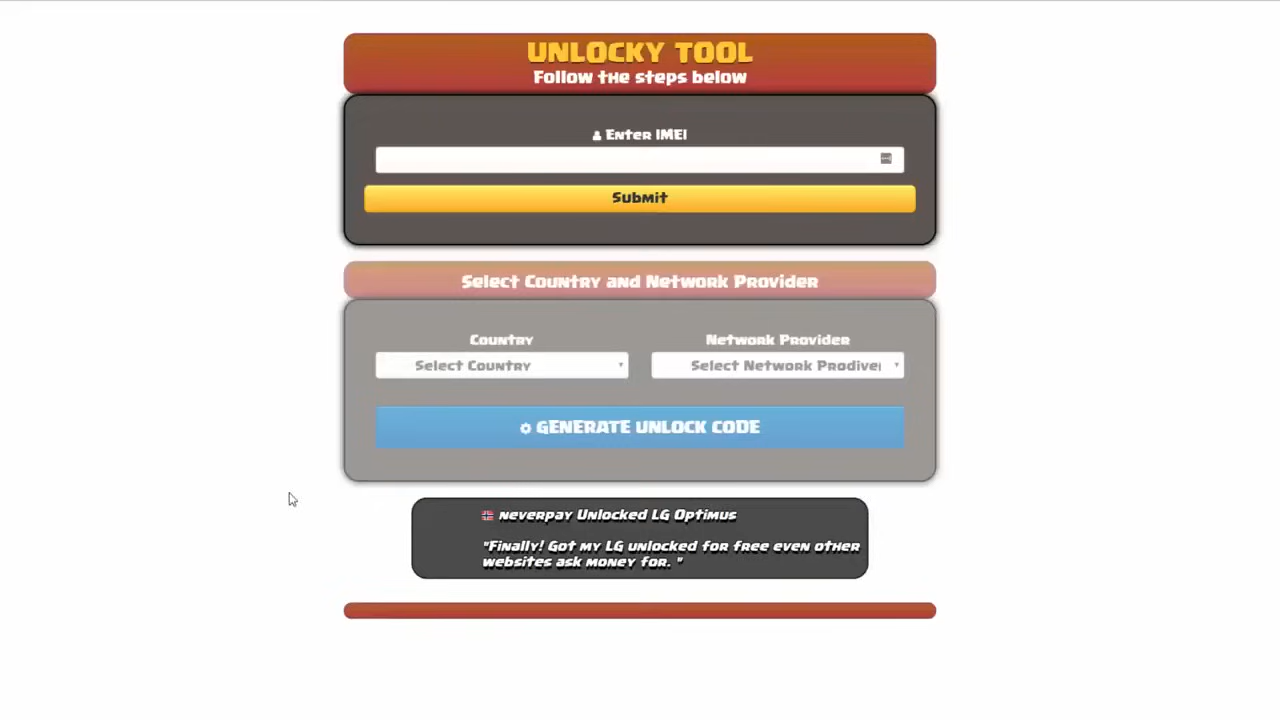 UNLOCKY TOOL
Follow the steps below
Enter IMEI
Submit
Select Country and Network Provider
Country
Network Provider
Select Country
Select Network Prodiver
GENERATE UNLOCK CODE
neverpay Unlocked LG Optimus
"Finally! Got my LG unlocked for free even other
websites ask money for. "